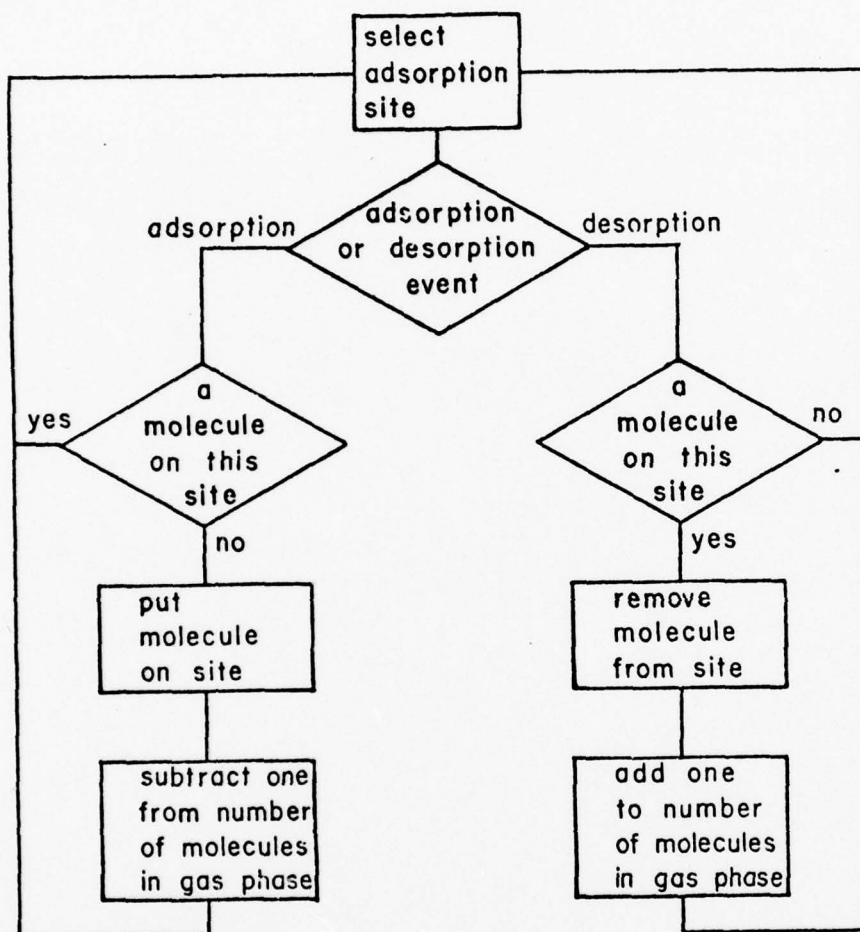 select
adsorption
site
adsorption
adsorption
or desorption
event
desorption
yes
a
molecule
on this
site
a
molecule
on this
site
no
no
yes
put
molecule
on site
remove
molecule
from site
subtract one
from number
of molecules
in gas phase
add one
to number
of molecules
in gas phase